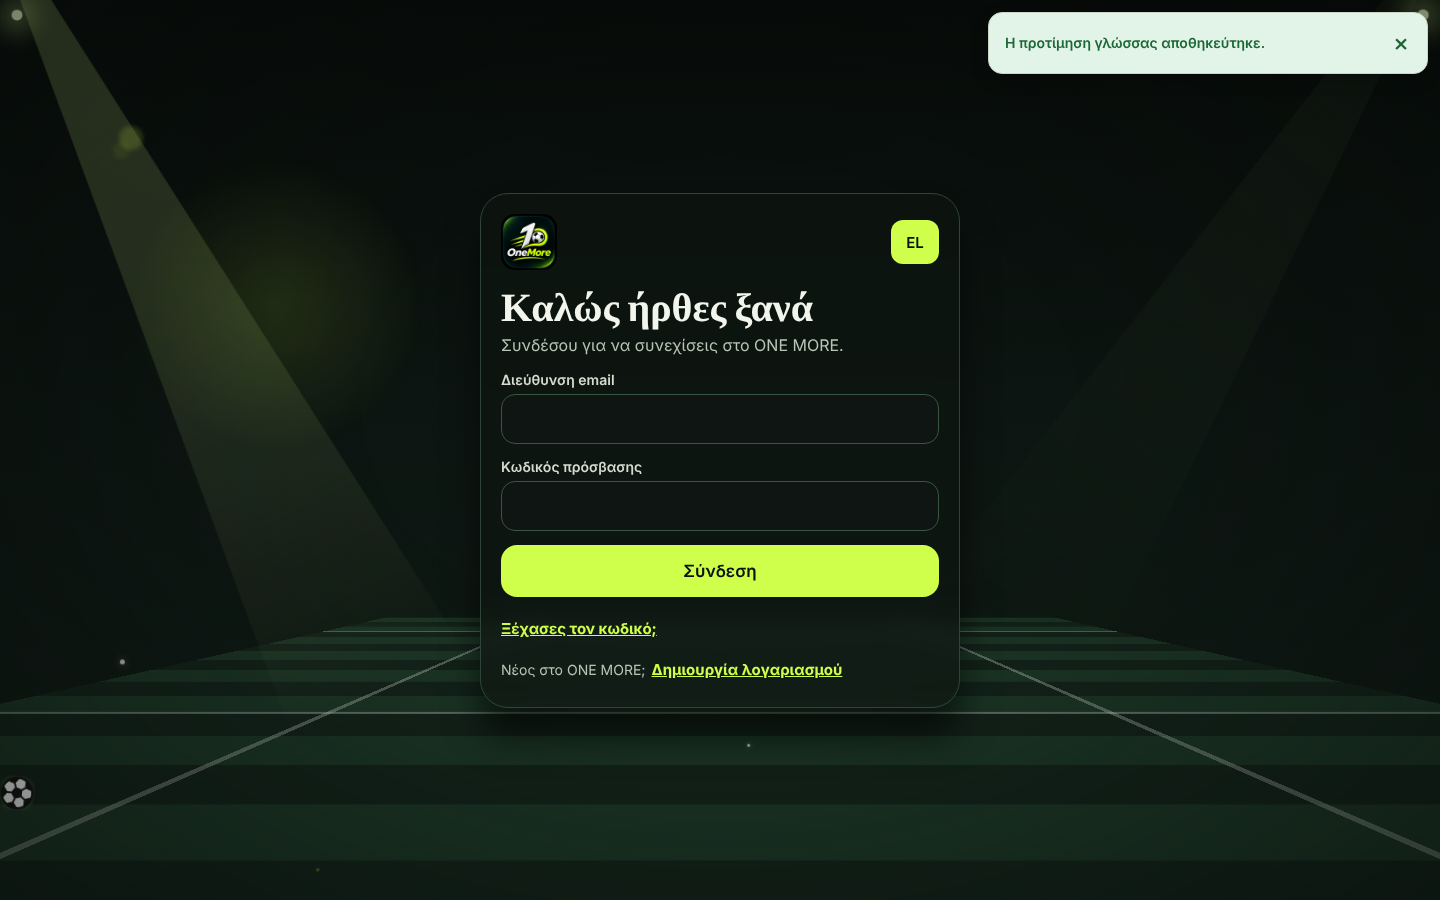 Η προτίμηση γλώσσας αποθηκεύτηκε.
OneMore
EL
Καλώς ήρθες ξανά
Συνδέσου για να συνεχίσεις στο ONE MORE.
Διεύθυνση email
Κωδικός πρόσβασης
Σύνδεση
Ξέχασες τον κωδικό;
Νέος στο ONE MORE; Δημιουργία λογαριασμού